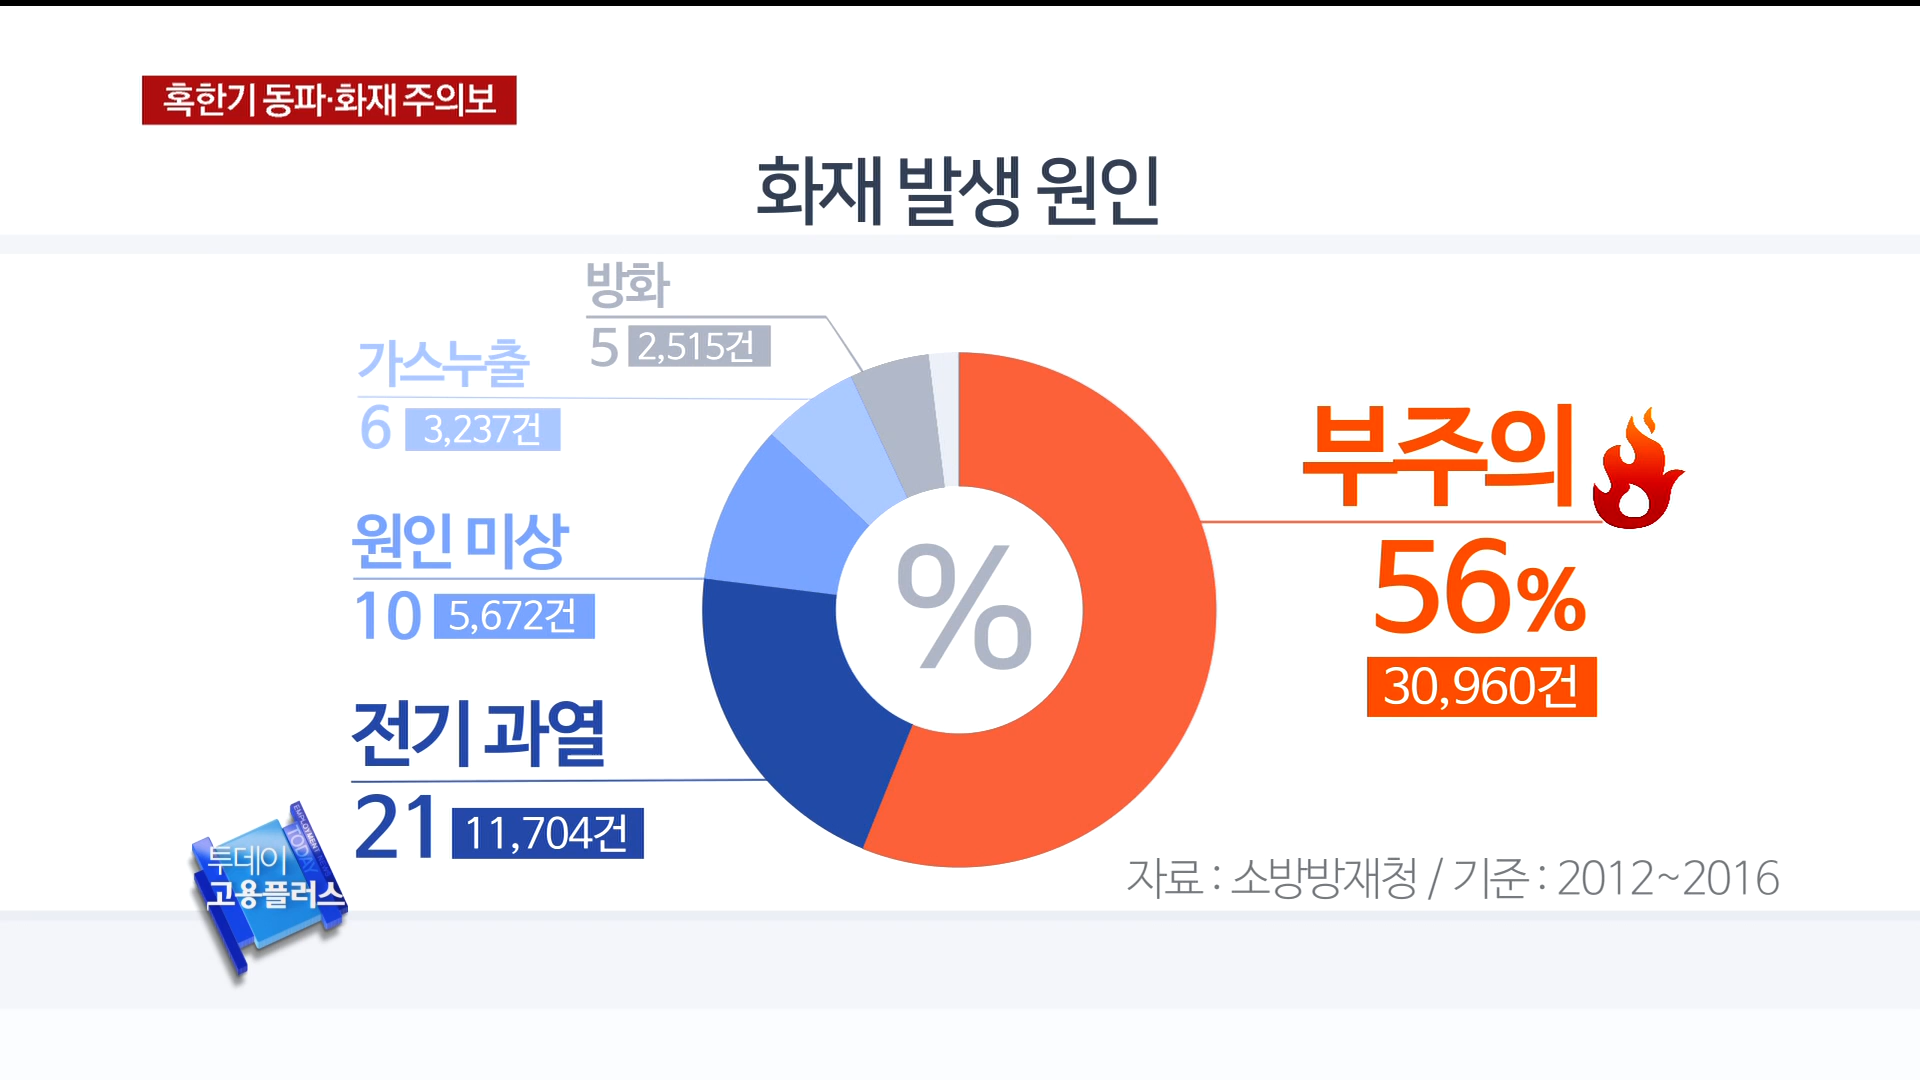 혹한기 동파·화재 주의보
화재 발생 원인
방화
5 2,515건
가스누출
6 3,237건
원인 미상
10 5,672건
전기 과열
21 11,704건
%
부주의
56%
30,960건
자료 : 소방방재청 / 기준 : 2012~2016
EMPLOYMENT
TODAY
투데이
고용플러스